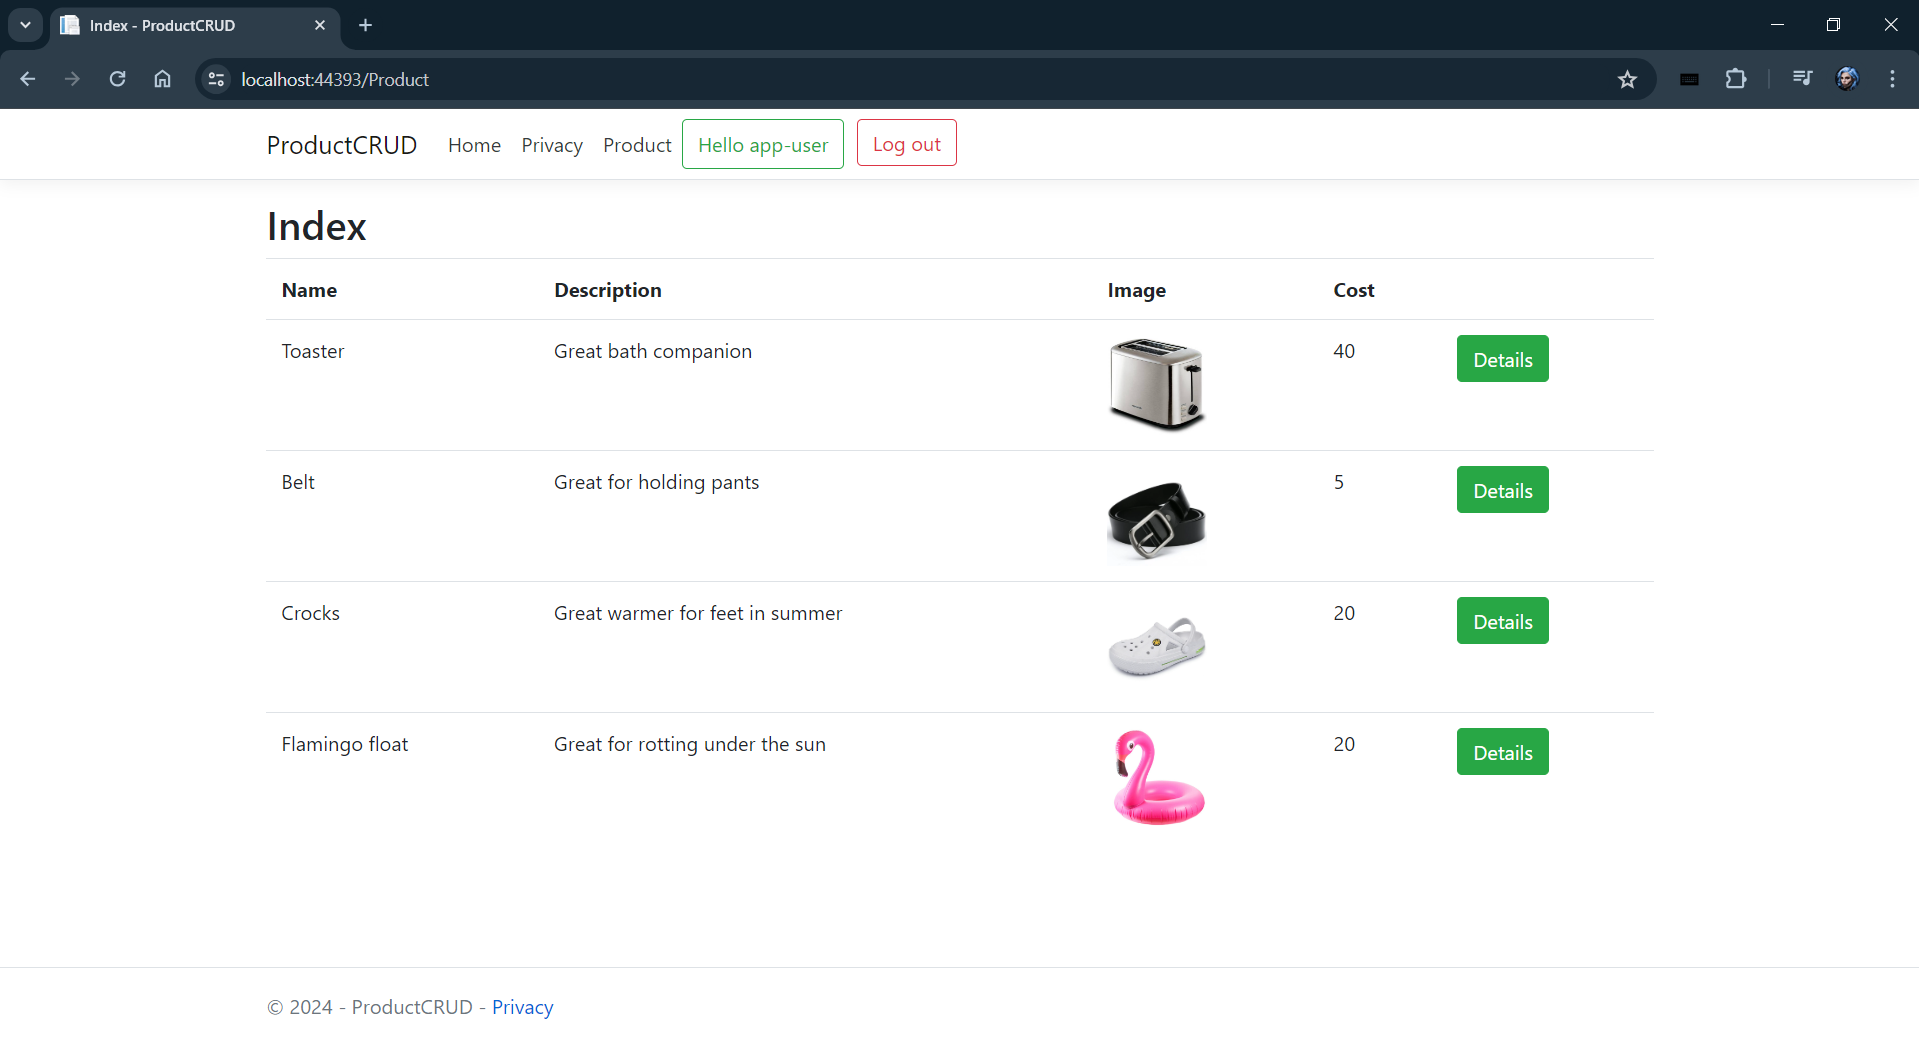 Index - ProductCRUD
localhost:44393/Product
ProductCRUD Home Privacy Product Hello app-user Log out
Index
Name Description Image Cost
Toaster Great bath companion 40 Details
Belt Great for holding pants 5 Details
Crocks Great warmer for feet in summer 20 Details
Flamingo float Great for rotting under the sun 20 Details
© 2024 - ProductCRUD - Privacy